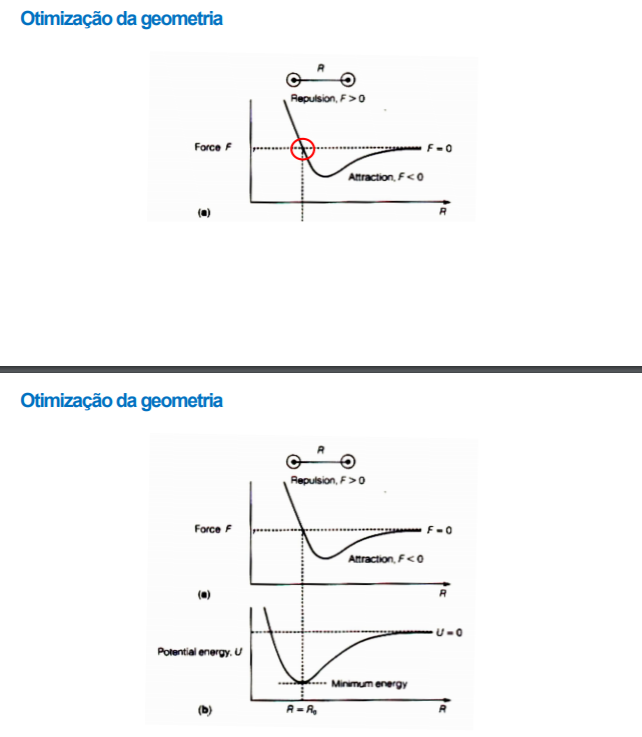 Otimização da geometria
R
Repulsion, F > 0
Force F
F = 0
Attraction, F < 0
(a)
R
Otimização da geometria
R
Repulsion, F > 0
Force F
F = 0
Attraction, F < 0
(a)
R
U = 0
Potential energy, U
Minimum energy
(b)
R = R₀
R